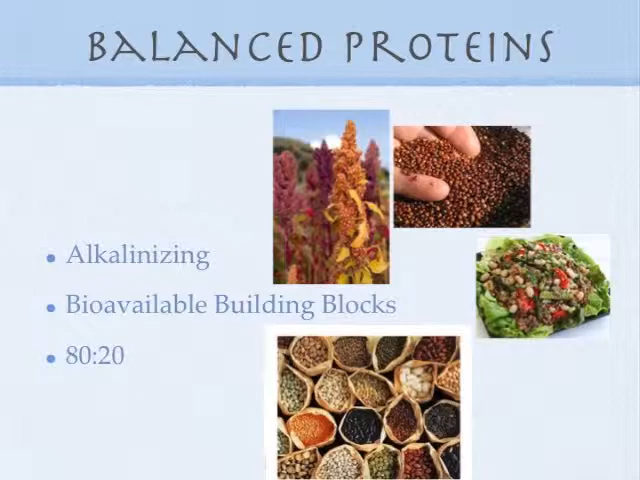 BALANCED PROTEINS
• Alkalinizing
• Bioavailable Building Blocks
• 80:20